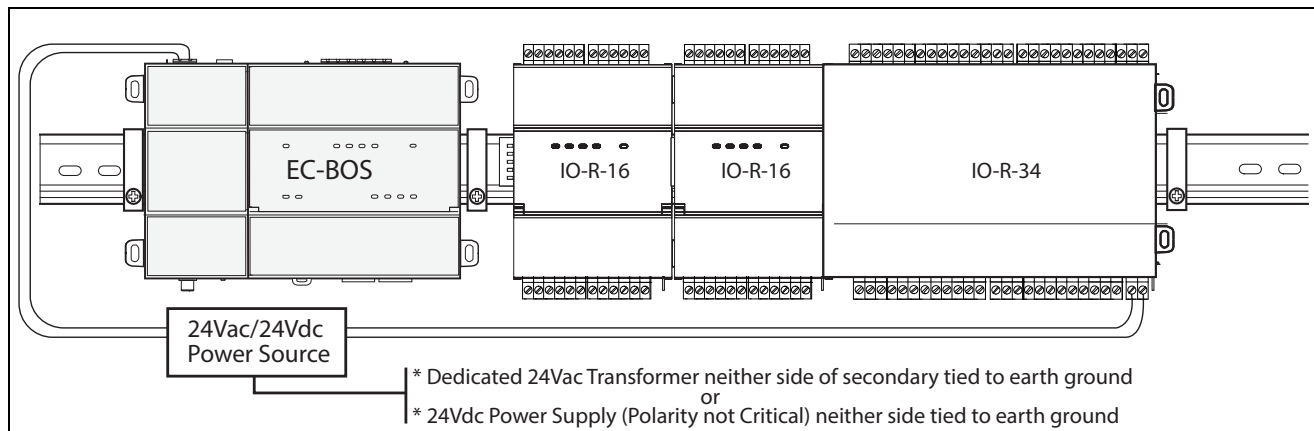 EC-BOS
IO-R-16
IO-R-16
IO-R-34
24Vac/24Vdc
Power Source
* Dedicated 24Vac Transformer neither side of secondary tied to earth ground
or
* 24Vdc Power Supply (Polarity not Critical) neither side tied to earth ground